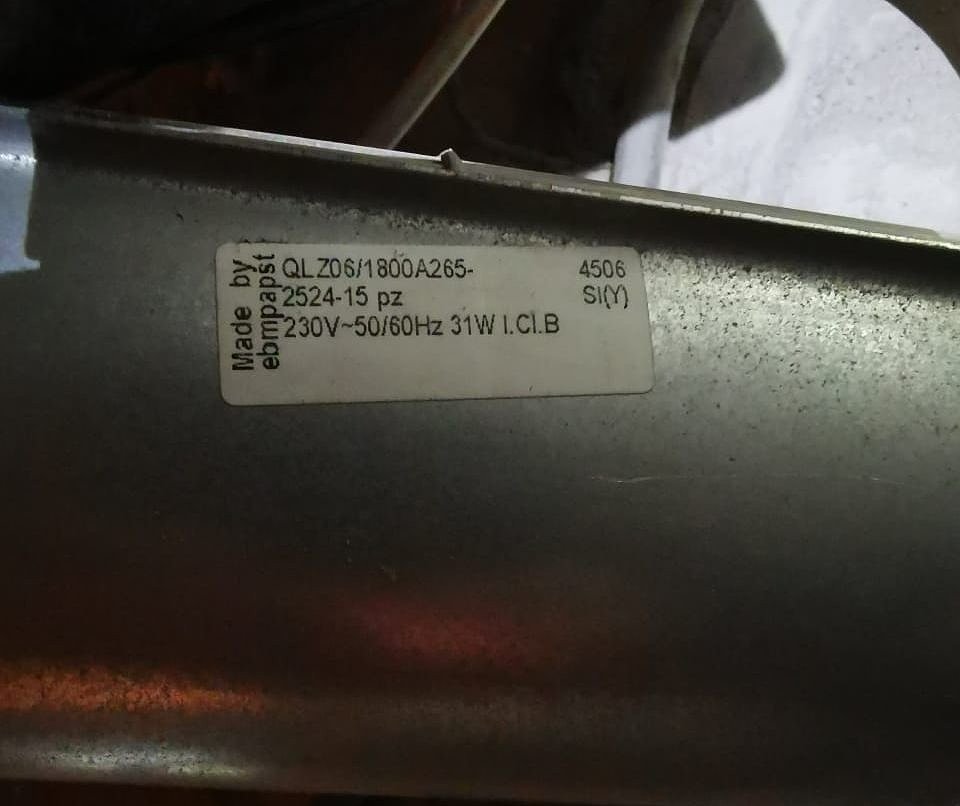 Made by
ebmpapst
QLZ06/1800A265-
2524-15 pz
230V~50/60Hz 31W I.Cl.B
4506
SI(Y)